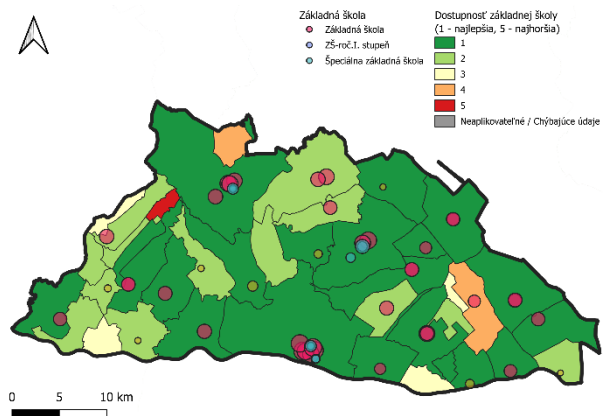 Základná škola
Základná škola
ZŠ-roč.I. stupeň
Špeciálna základná škola
Dostupnosť základnej školy
(1 - najlepšia, 5 - najhoršia)
1
2
3
4
5
Neaplikovateľné / Chýbajúce údaje
0 5 10 km